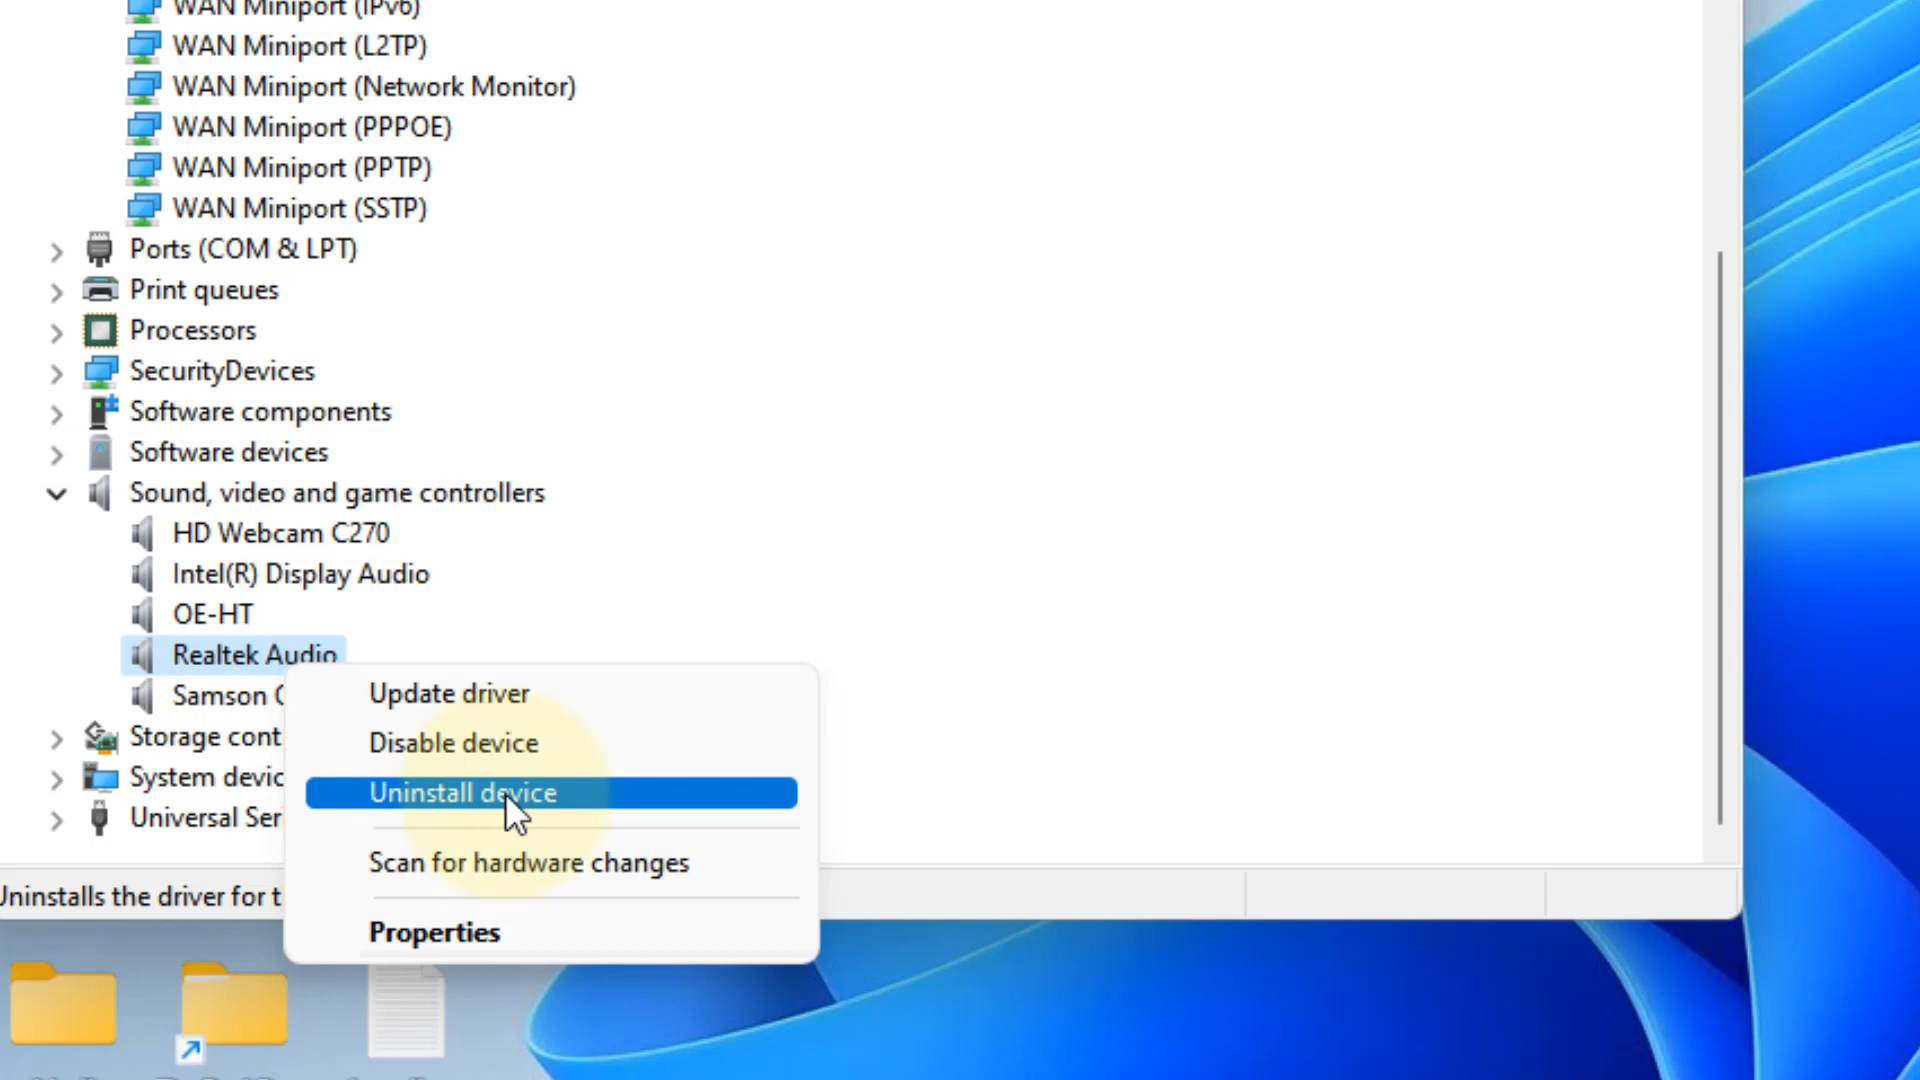 WAN Miniport (IPv6)
WAN Miniport (L2TP)
WAN Miniport (Network Monitor)
WAN Miniport (PPPOE)
WAN Miniport (PPTP)
WAN Miniport (SSTP)
Ports (COM & LPT)
Print queues
Processors
SecurityDevices
Software components
Software devices
Sound, video and game controllers
HD Webcam C270
Intel(R) Display Audio
OE-HT
Realtek Audio
Samson
Storage cont
System devic
Universal Ser
Update driver
Disable device
Uninstall device
Scan for hardware changes
Properties
Uninstalls the driver for t